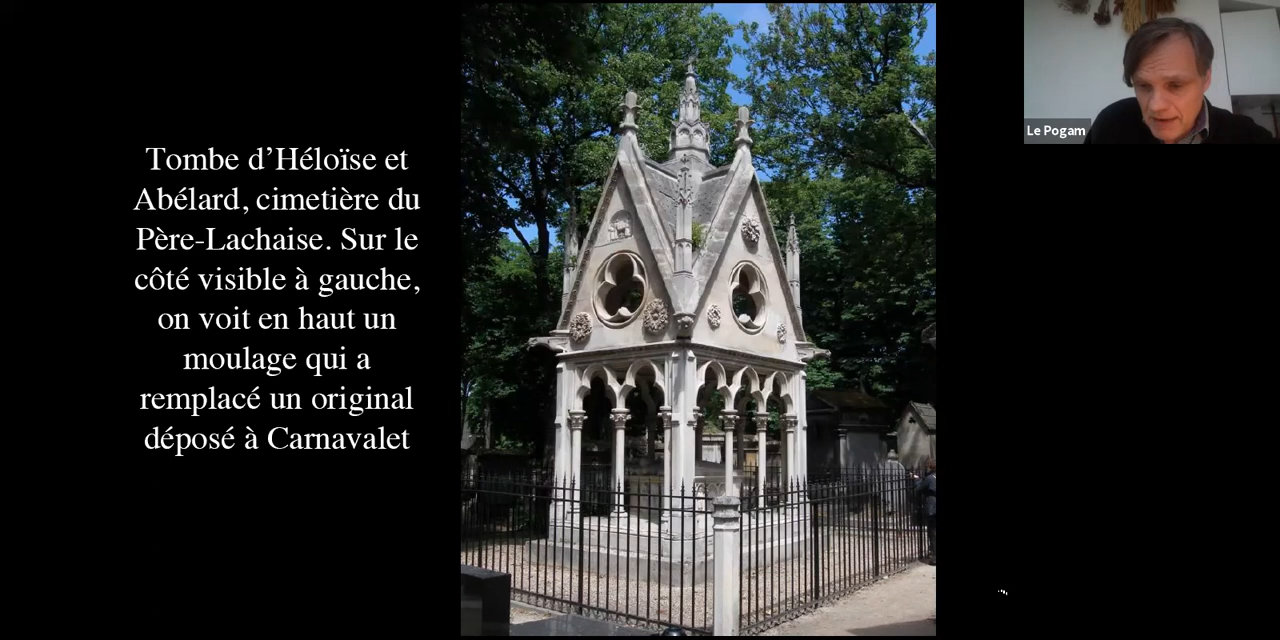 Tombe d’Héloïse et
Abélard, cimetière du
Père-Lachaise. Sur le
côté visible à gauche,
on voit en haut un
moulage qui a
remplacé un original
déposé à Carnavalet
Le Pogam